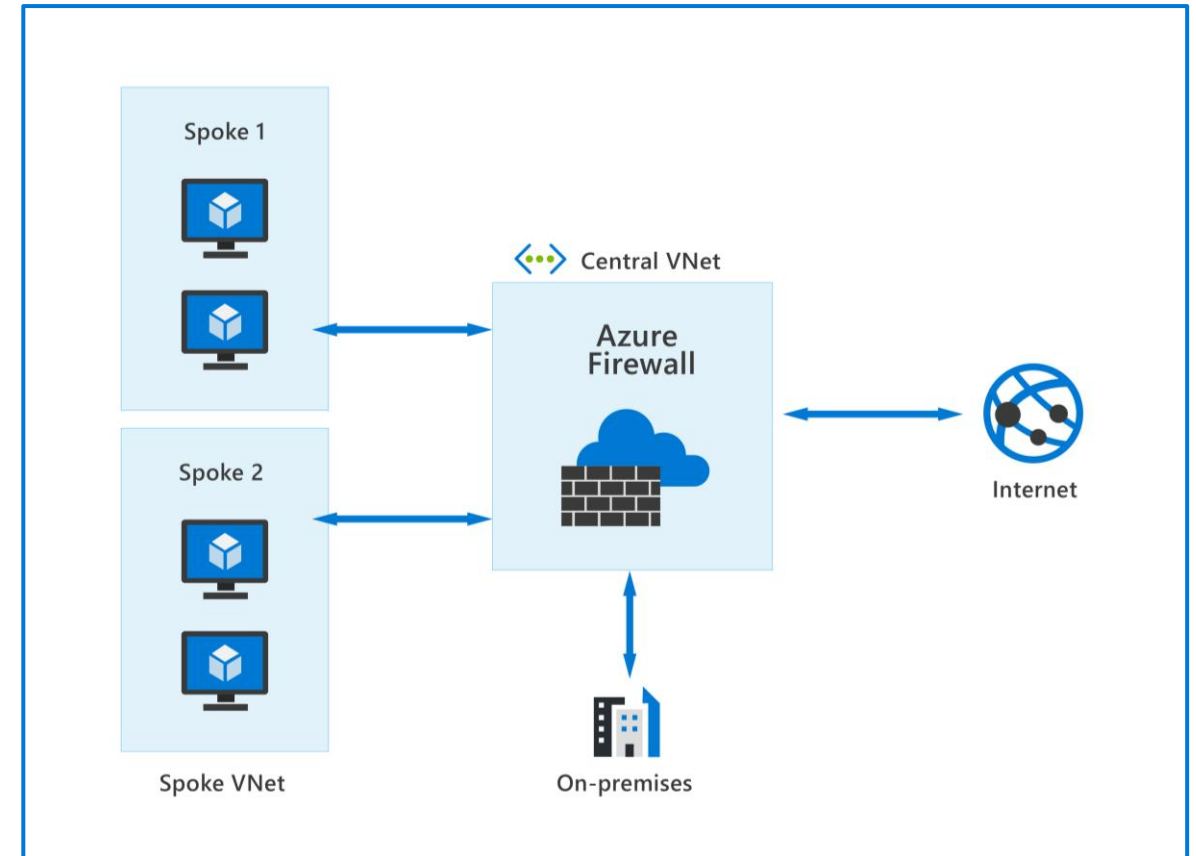 Spoke 1
Central VNet
Azure
Firewall
Spoke 2
Internet
Spoke VNet
On-premises